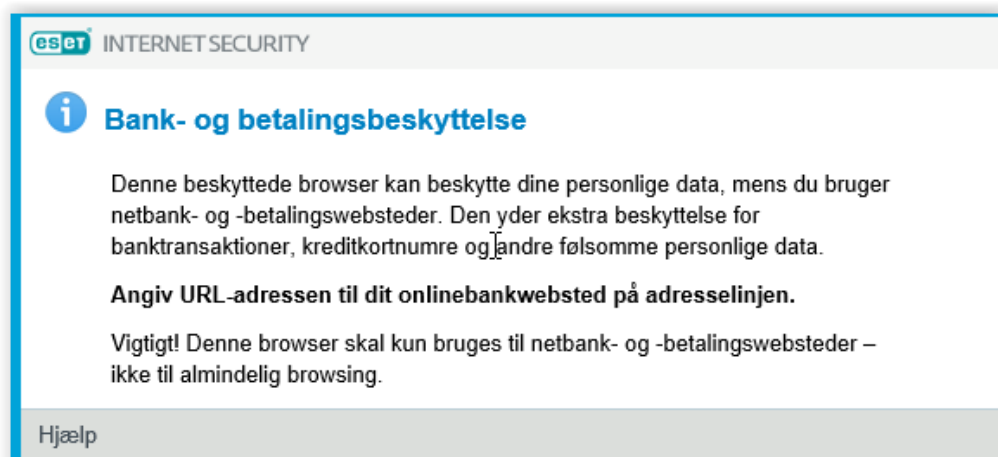 eset INTERNET SECURITY
Bank- og betalingsbeskyttelse
Denne beskyttede browser kan beskytte dine personlige data, mens du bruger
netbank- og -betalingswebsteder. Den yder ekstra beskyttelse for
banktransaktioner, kreditkortnumre og andre følsomme personlige data.
Angiv URL-adressen til dit onlinebankwebsted på adresselinjen.
Vigtigt! Denne browser skal kun bruges til netbank- og -betalingswebsteder –
ikke til almindelig browsing.
Hjælp